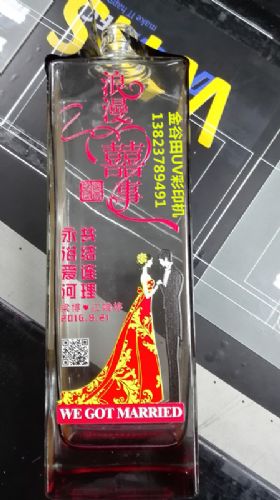 浪漫
囍事
金谷田UV彩印机
13823789491
永浴爱河
共结连理
2016.9.21
WE GOT MARRIED